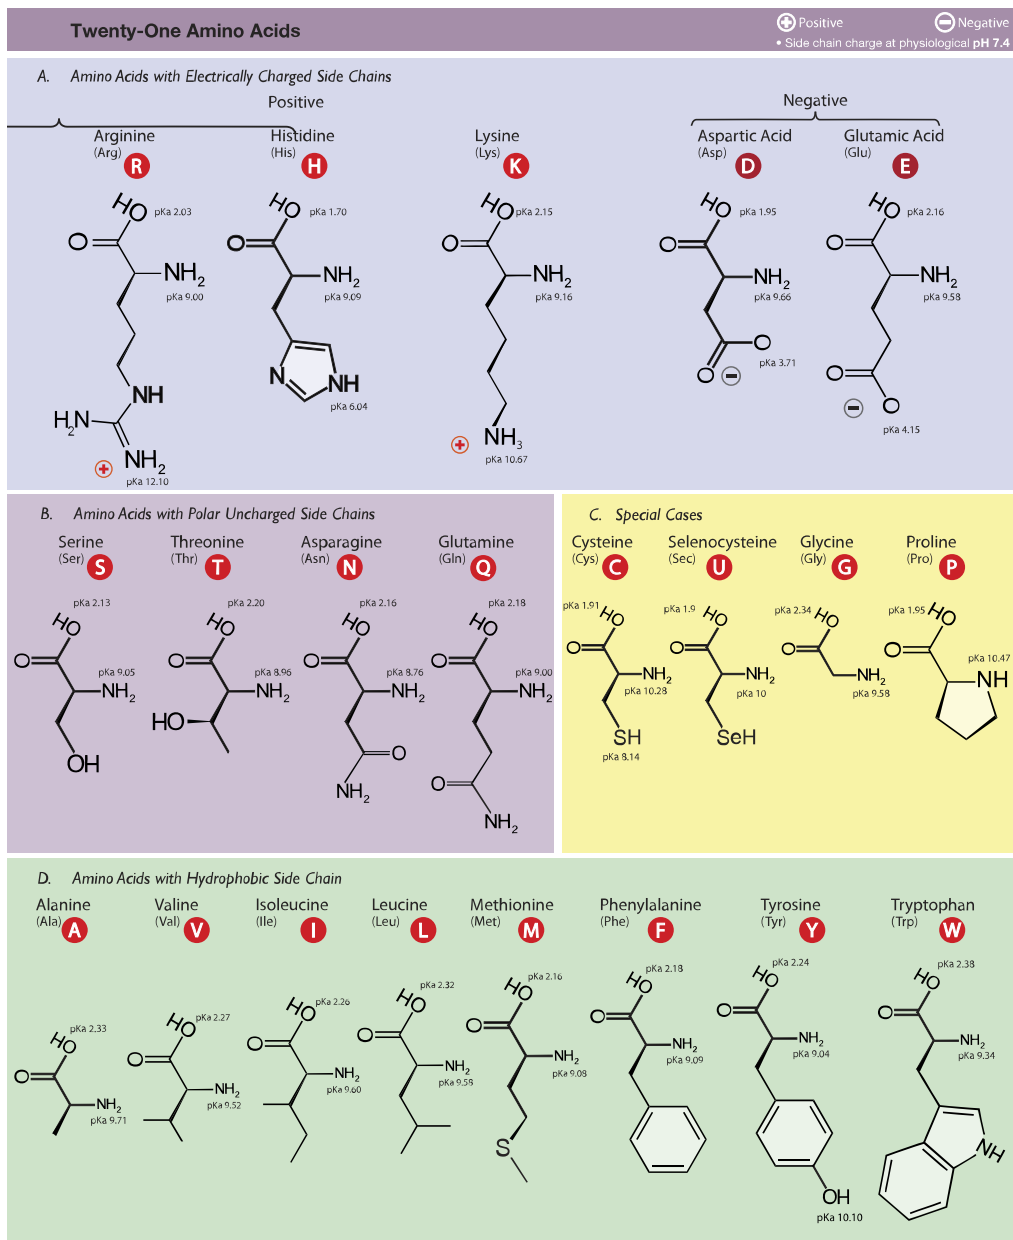 Twenty-One Amino Acids
+ Positive
− Negative
• Side chain charge at physiological pH 7.4
A. Amino Acids with Electrically Charged Side Chains
Positive
Negative
Arginine
(Arg)
R
HO
pKa 2.03
O
NH2
pKa 9.00
NH
H2N
NH2
+
pKa 12.10
Histidine
(His)
H
HO
pKa 1.70
O
NH2
pKa 9.09
N
NH
pKa 6.04
Lysine
(Lys)
K
HO
pKa 2.15
O
NH2
pKa 9.16
NH3
+
pKa 10.67
Aspartic Acid
(Asp)
D
HO
pKa 1.95
O
NH2
pKa 9.66
O
pKa 3.71
O
−
Glutamic Acid
(Glu)
E
HO
pKa 2.16
O
NH2
pKa 9.58
O
−
O
pKa 4.15
B. Amino Acids with Polar Uncharged Side Chains
Serine
(Ser)
S
pKa 2.13
HO
O
pKa 9.05
NH2
OH
Threonine
(Thr)
T
pKa 2.20
HO
O
pKa 8.96
NH2
HO
Asparagine
(Asn)
N
pKa 2.16
HO
O
pKa 8.76
NH2
O
NH2
Glutamine
(Gln)
Q
pKa 2.18
HO
O
pKa 9.00
NH2
O
NH2
C. Special Cases
Cysteine
(Cys)
C
pKa 1.91
HO
O
NH2
pKa 10.28
SH
pKa 8.14
Selenocysteine
(Sec)
U
pKa 1.9
HO
O
NH2
pKa 10
SeH
Glycine
(Gly)
G
pKa 2.34
HO
O
NH2
pKa 9.58
Proline
(Pro)
P
pKa 1.95
HO
O
pKa 10.47
NH
D. Amino Acids with Hydrophobic Side Chain
Alanine
(Ala)
A
pKa 2.33
HO
O
NH2
pKa 9.71
Valine
(Val)
V
pKa 2.27
HO
O
NH2
pKa 9.52
Isoleucine
(Ile)
I
pKa 2.26
HO
O
NH2
pKa 9.60
Leucine
(Leu)
L
pKa 2.32
HO
O
NH2
pKa 9.58
Methionine
(Met)
M
pKa 2.16
HO
O
NH2
pKa 9.08
S
Phenylalanine
(Phe)
F
pKa 2.18
HO
O
NH2
pKa 9.09
Tyrosine
(Tyr)
Y
pKa 2.24
HO
O
NH2
pKa 9.04
OH
pKa 10.10
Tryptophan
(Trp)
W
pKa 2.38
HO
O
NH2
pKa 9.34
NH